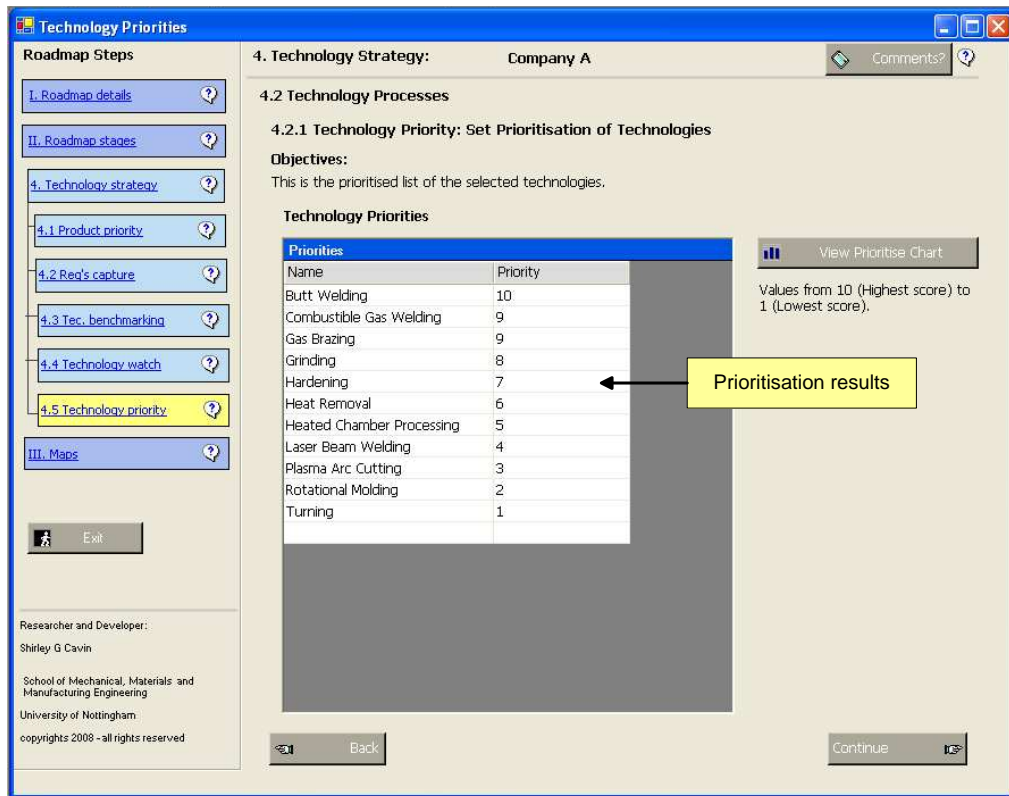 Technology Priorities
Roadmap Steps
I. Roadmap details
II. Roadmap stages
4. Technology strategy
4.1 Product priority
4.2 Req's capture
4.3 Tec. benchmarking
4.4 Technology watch
4.5 Technology priority
III. Maps
Exit
Researcher and Developer:
Shirley G Cavin
School of Mechanical, Materials and
Manufacturing Engineering
University of Nottingham
copyrights 2008 - all rights reserved
4. Technology Strategy: Company A
Comments?
4.2 Technology Processes
4.2.1 Technology Priority: Set Prioritisation of Technologies
Objectives:
This is the prioritised list of the selected technologies.
Technology Priorities
Priorities
Name Priority
Butt Welding 10
Combustible Gas Welding 9
Gas Brazing 9
Grinding 8
Hardening 7
Heat Removal 6
Heated Chamber Processing 5
Laser Beam Welding 4
Plasma Arc Cutting 3
Rotational Molding 2
Turning 1
View Prioritise Chart
Values from 10 (Highest score) to
1 (Lowest score).
Prioritisation results
Back
Continue